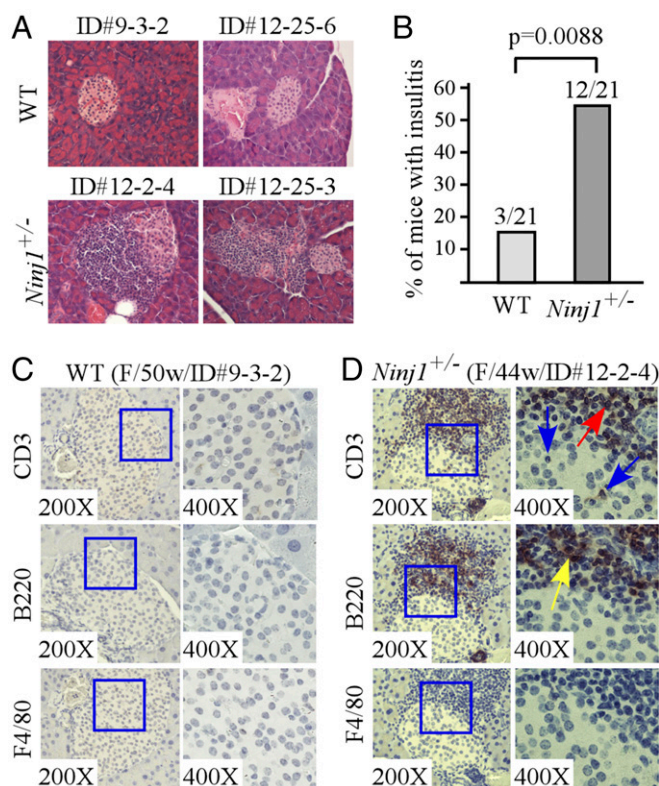 A
ID#9-3-2
ID#12-25-6
WT
ID#12-2-4
ID#12-25-3
Ninj1+/-
B
p=0.0088
% of mice with insulitis
60
50
40
30
20
10
12/21
3/21
WT
Ninj1+/-
C
WT (F/50w/ID#9-3-2)
CD3
200X
400X
B220
200X
400X
F4/80
200X
400X
D
Ninj1+/- (F/44w/ID#12-2-4)
CD3
200X
400X
B220
200X
400X
F4/80
200X
400X